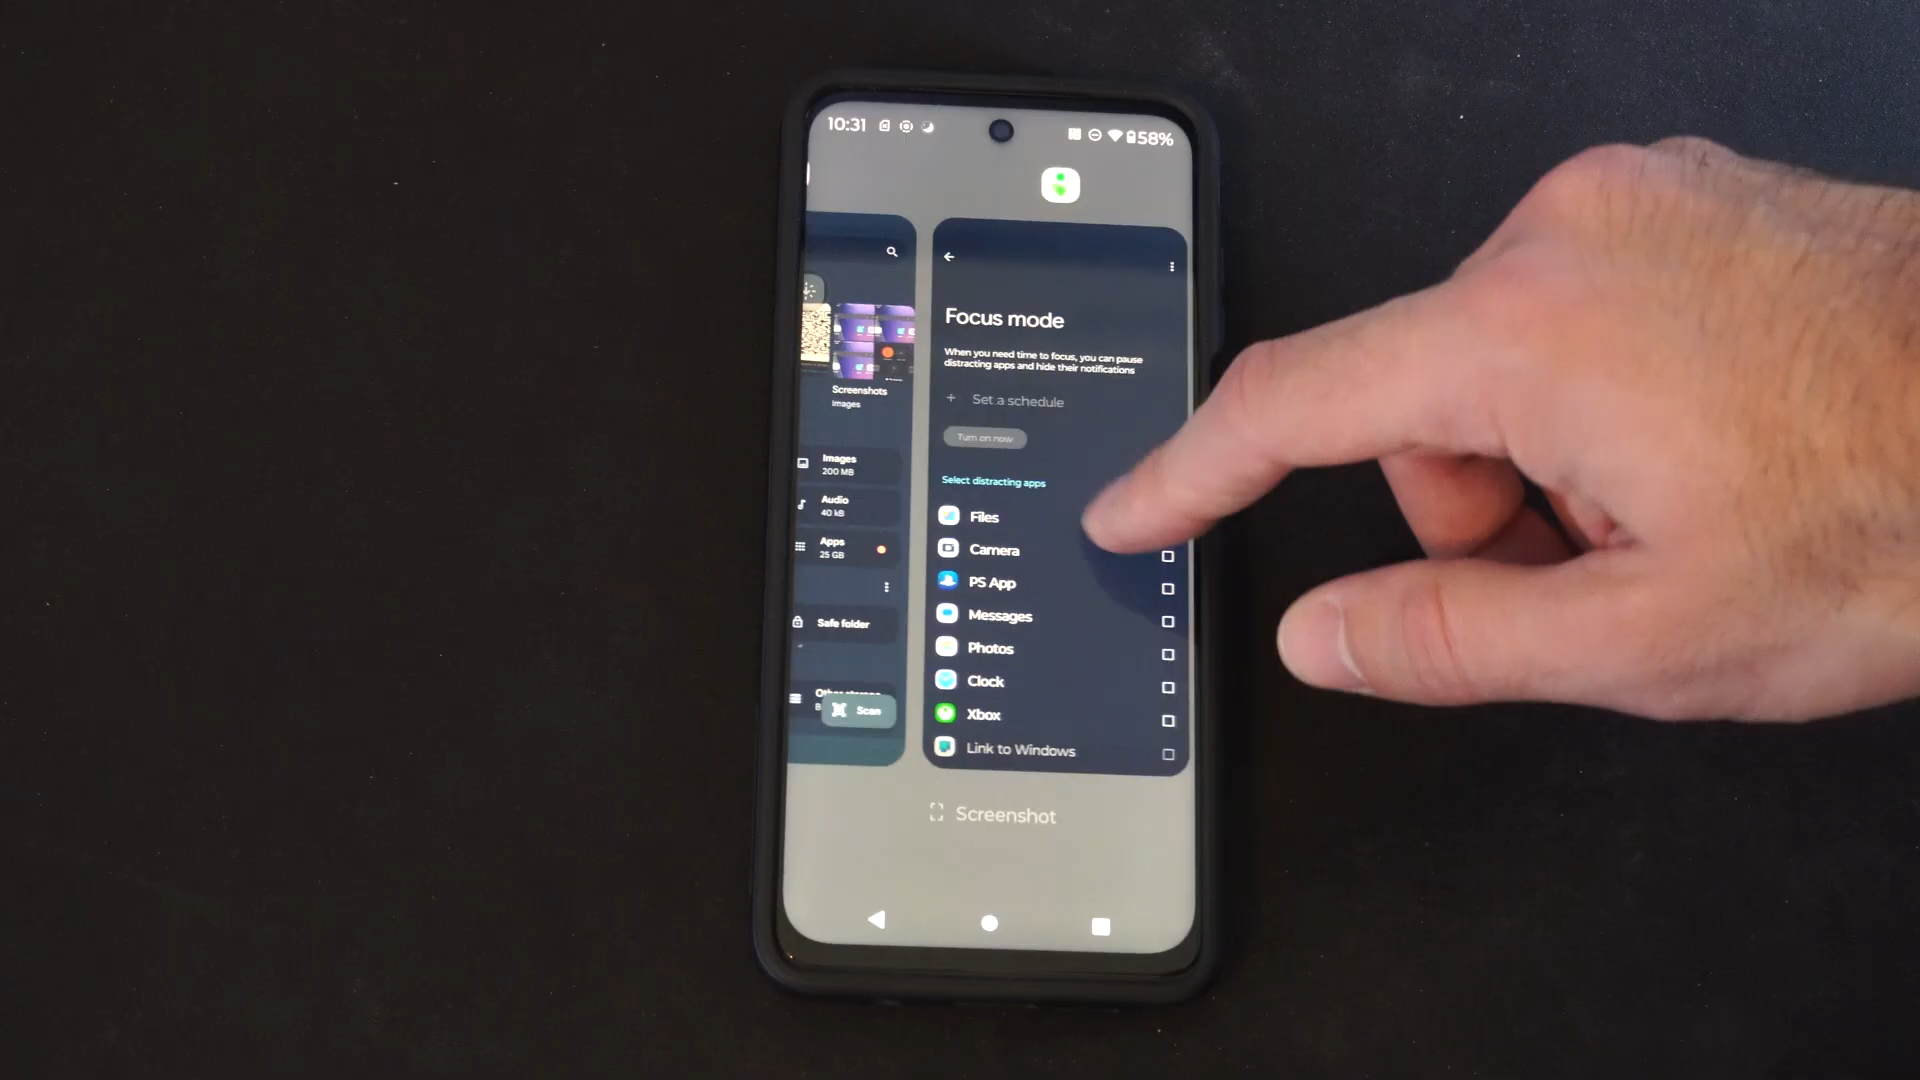 10:31
58%
Screenshots
Images
Images
200 MB
Audio
40 kB
Apps
25 GB
Safe folder
Scan
Focus mode
When you need time to focus, you can pause
distracting apps and hide their notifications
+ Set a schedule
Turn on now
Select distracting apps
Files
Camera
PS App
Messages
Photos
Clock
Xbox
Link to Windows
Screenshot